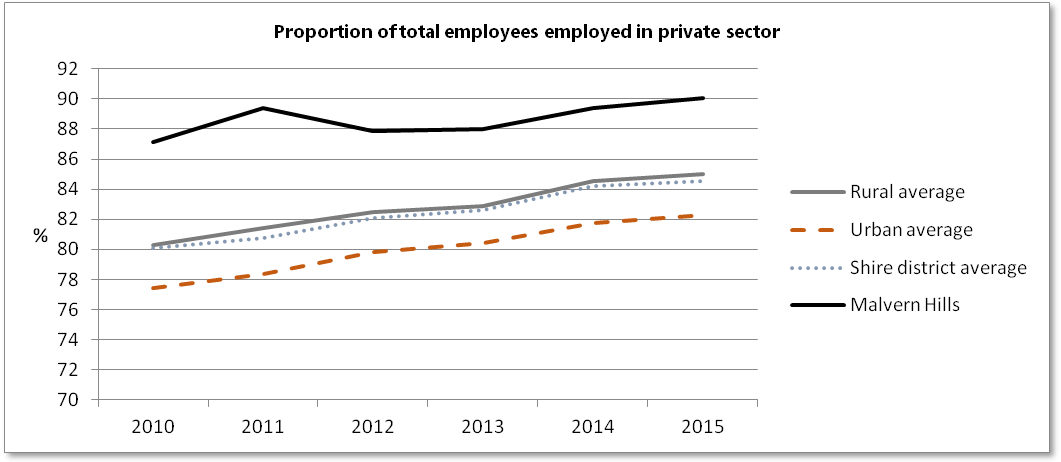 Proportion of total employees employed in private sector
92
90
88
86
84
82
80
78
76
74
72
70
%
2010 2011 2012 2013 2014 2015
Rural average
Urban average
Shire district average
Malvern Hills